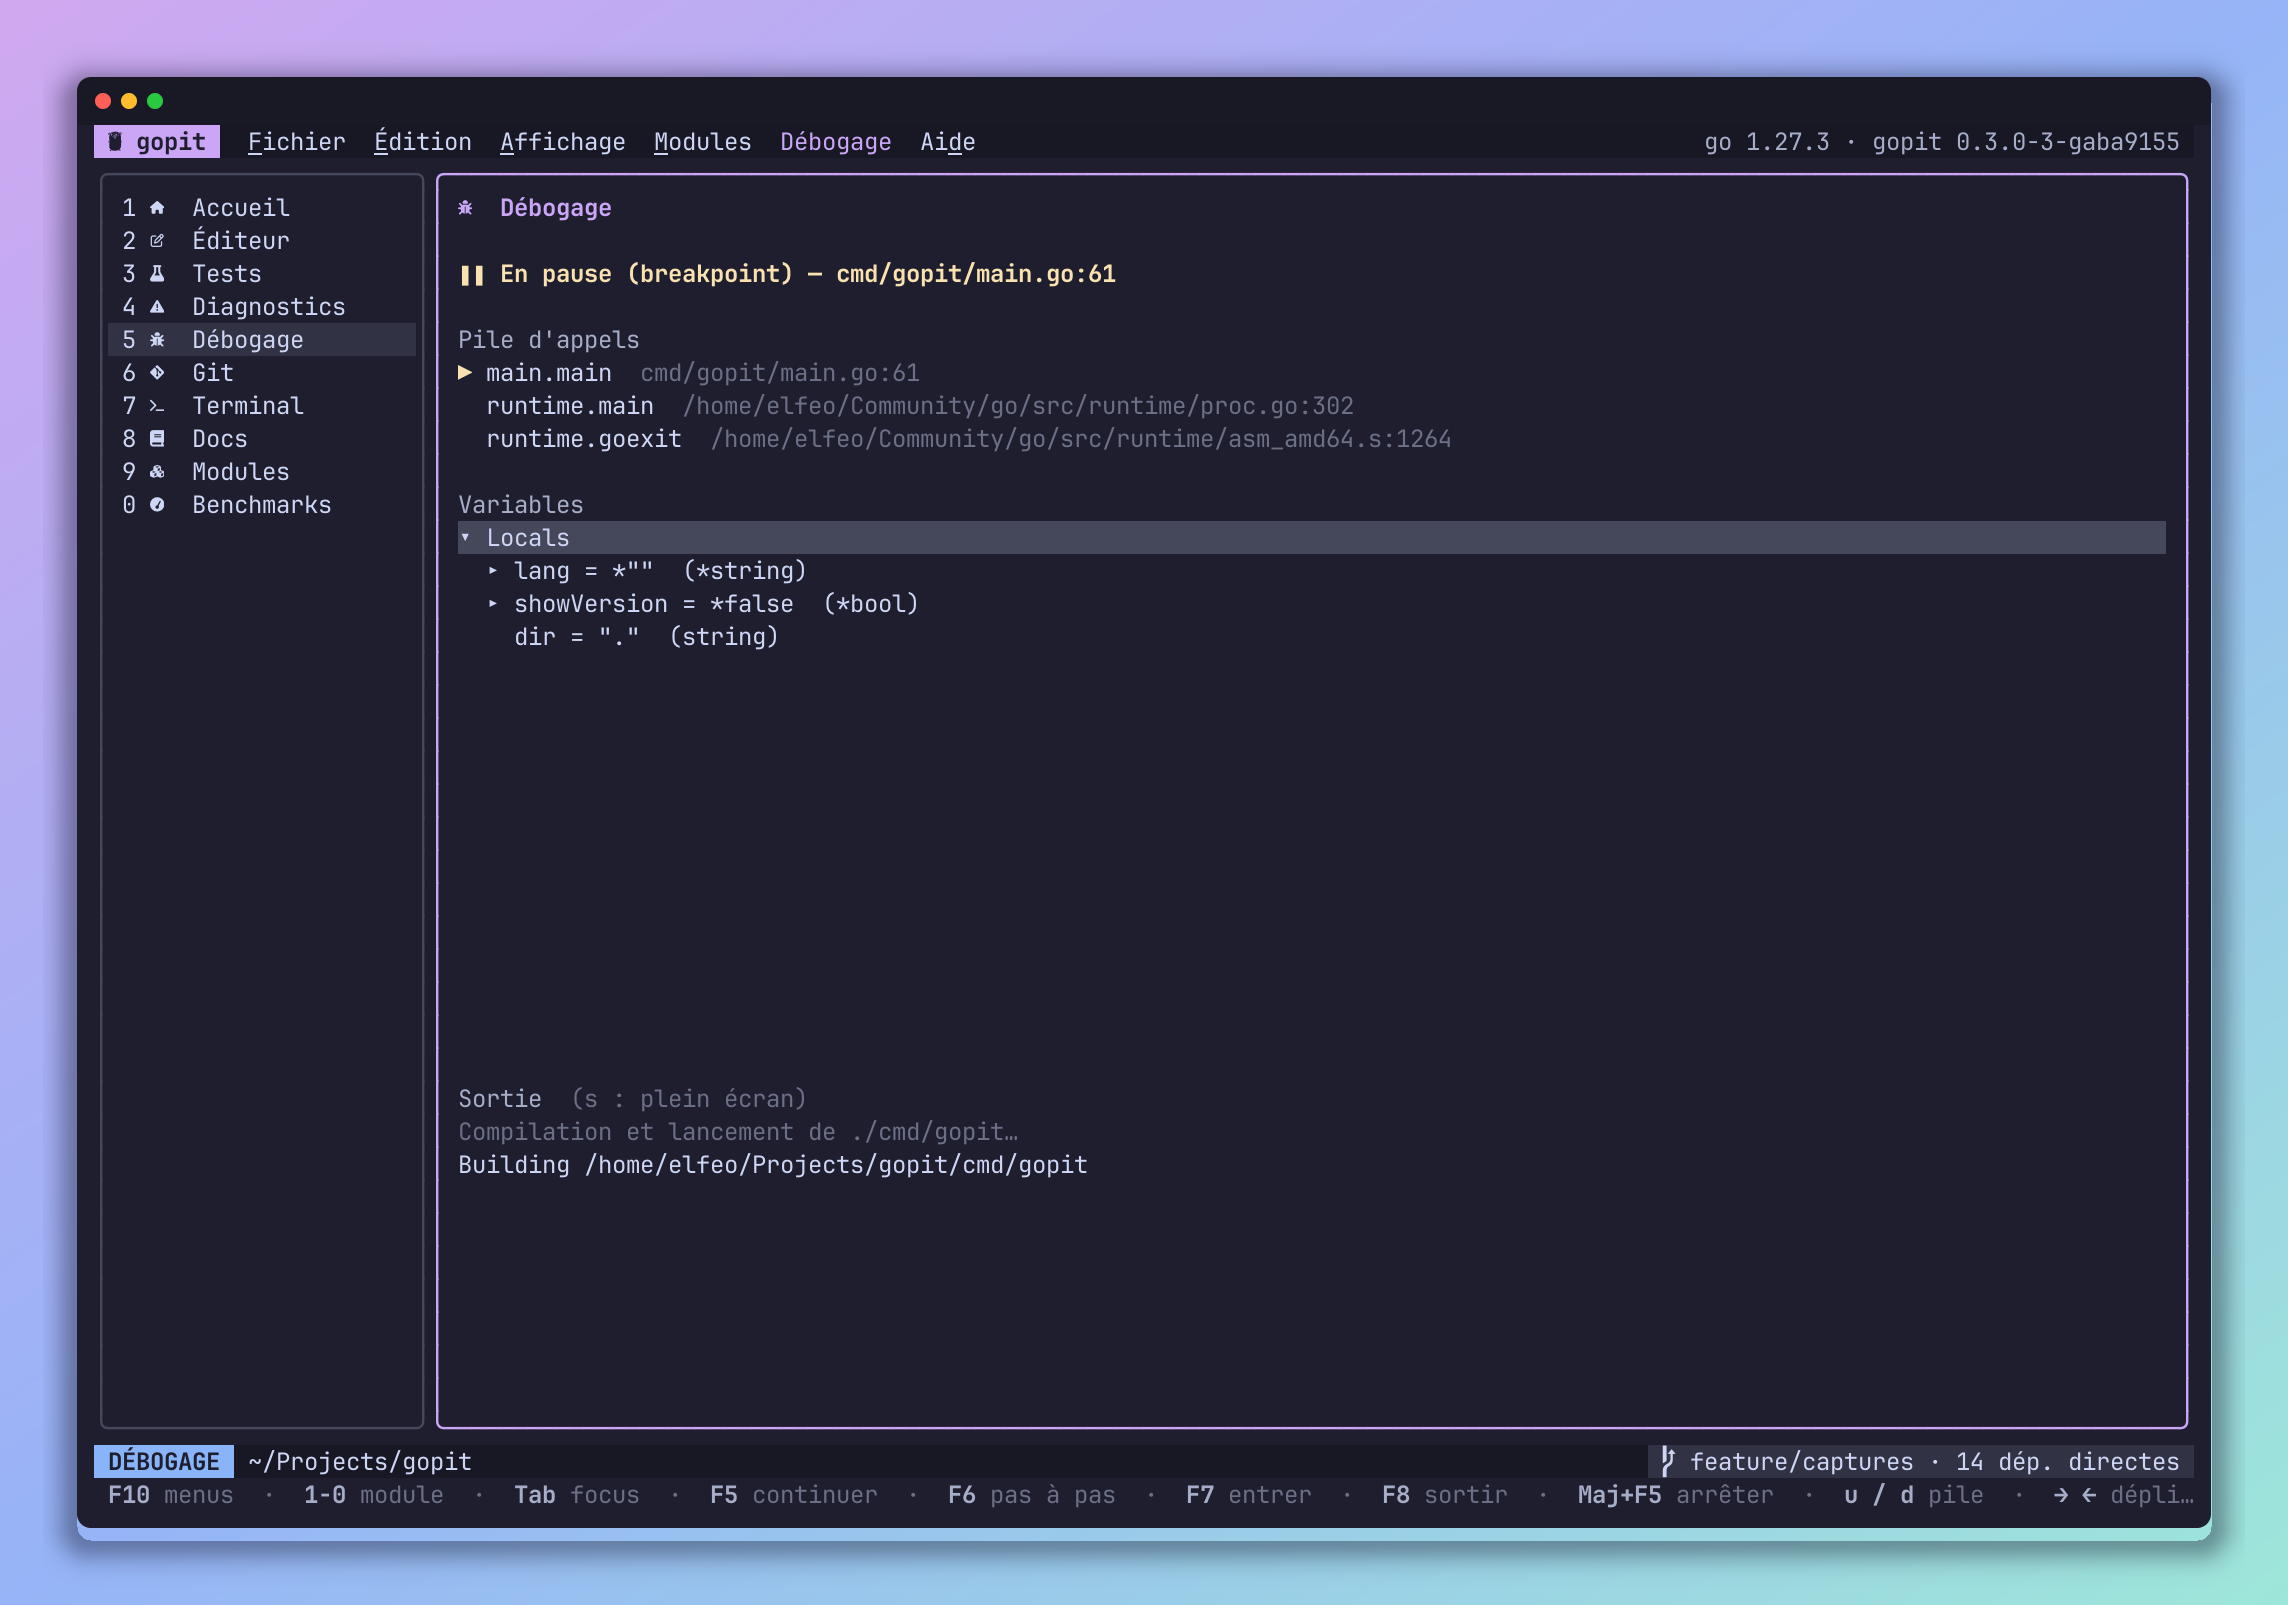 gopit Fichier Édition Affichage Modules Débogage Aide go 1.27.3 · gopit 0.3.0-3-gaba9155
1 Accueil
2 Éditeur
3 Tests
4 Diagnostics
5 Débogage
6 Git
7 Terminal
8 Docs
9 Modules
0 Benchmarks
Débogage
En pause (breakpoint) — cmd/gopit/main.go:61
Pile d'appels
▶ main.main cmd/gopit/main.go:61
runtime.main /home/elfeo/Community/go/src/runtime/proc.go:302
runtime.goexit /home/elfeo/Community/go/src/runtime/asm_amd64.s:1264
Variables
▾ Locals
▸ lang = *"" (*string)
▸ showVersion = *false (*bool)
dir = "." (string)
Sortie (s : plein écran)
Compilation et lancement de ./cmd/gopit…
Building /home/elfeo/Projects/gopit/cmd/gopit
DÉBOGAGE ~/Projects/gopit feature/captures · 14 dép. directes
F10 menus · 1-0 module · Tab focus · F5 continuer · F6 pas à pas · F7 entrer · F8 sortir · Maj+F5 arrêter · u / d pile · → ← dépli…